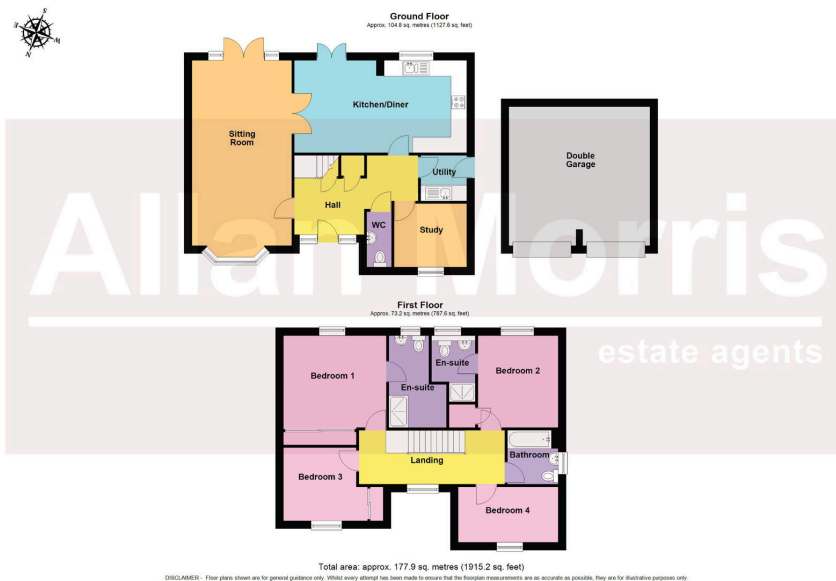 Ground Floor
Approx. 104.8 sq. metres (1127.6 sq. feet)
Sitting
Room
Kitchen/Diner
Utility
Hall
WC
Study
Double
Garage
Allan Morris
estate agents
First Floor
Approx. 73.2 sq. metres (787.6 sq. feet)
Bedroom 1
En-suite
En-suite
Bedroom 2
Landing
Bathroom
Bedroom 3
Bedroom 4
Total area: approx. 177.9 sq. metres (1915.2 sq. feet)
DISCLAIMER - Floor plans shown are for general guidance only. Whilst every attempt has been made to ensure that the floorplan measurements are as accurate as possible, they are for illustrative purposes only.
N
E
S
W